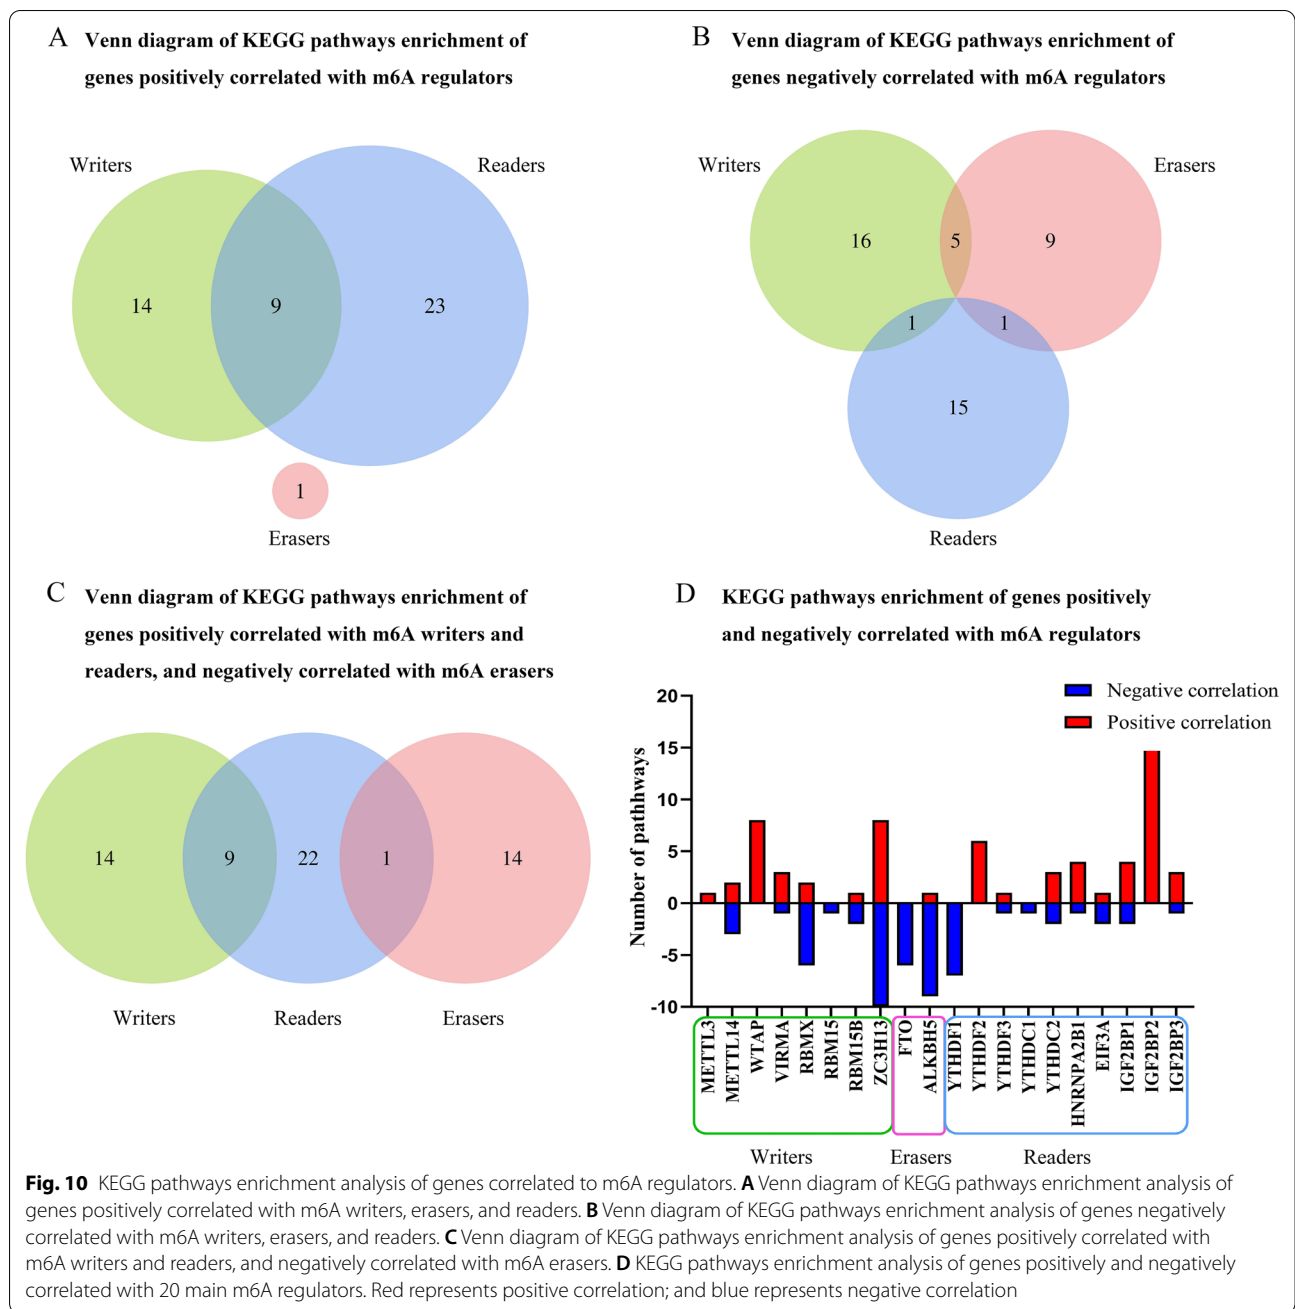 A Venn diagram of KEGG pathways enrichment of
genes positively correlated with m6A regulators
Writers
Readers
14
9
23
1
Erasers
B Venn diagram of KEGG pathways enrichment of
genes negatively correlated with m6A regulators
Writers
Erasers
16
5
9
1
1
15
Readers
C Venn diagram of KEGG pathways enrichment of
genes positively correlated with m6A writers and
readers, and negatively correlated with m6A erasers
14
9
22
1
14
Writers
Readers
Erasers
D KEGG pathways enrichment of genes positively
and negatively correlated with m6A regulators
Negative correlation
Positive correlation
Number of pathhways
20
15
10
5
0
-5
-10
METTL3
METTL14
WTAP
VIRMA
RBMX
RBM15
RBM15B
ZC3H13
FTO
ALKBH5
YTHDF1
YTHDF2
YTHDF3
YTHDC1
YTHDC2
HNRNPA2B1
EIF3A
IGF2BP1
IGF2BP2
IGF2BP3
Writers
Erasers
Readers
Fig. 10 KEGG pathways enrichment analysis of genes correlated to m6A regulators. A Venn diagram of KEGG pathways enrichment analysis of
genes positively correlated with m6A writers, erasers, and readers. B Venn diagram of KEGG pathways enrichment analysis of genes negatively
correlated with m6A writers, erasers, and readers. C Venn diagram of KEGG pathways enrichment analysis of genes positively correlated with
m6A writers and readers, and negatively correlated with m6A erasers. D KEGG pathways enrichment analysis of genes positively and negatively
correlated with 20 main m6A regulators. Red represents positive correlation; and blue represents negative correlation